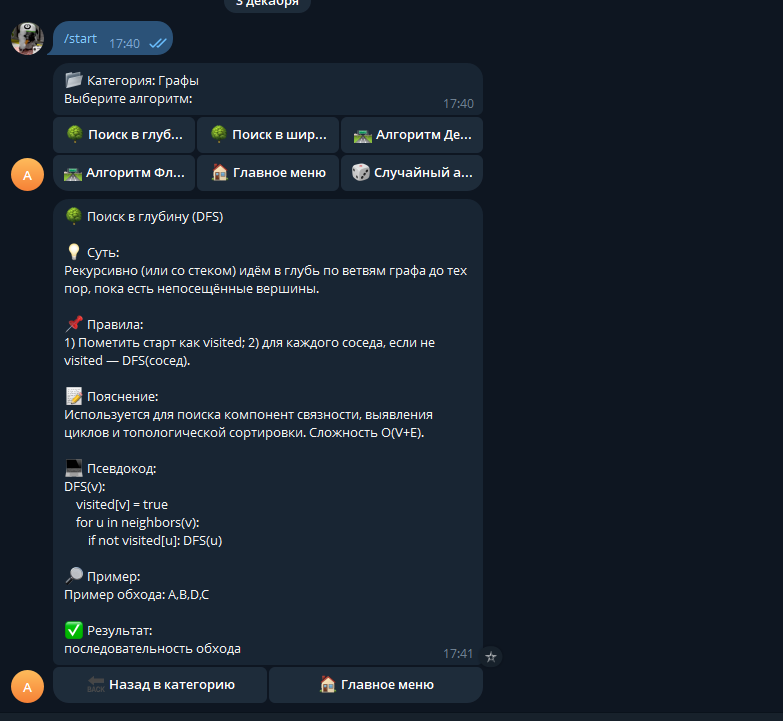 3 декабря
/start 17:40
Категория: Графы
Выберите алгоритм:
17:40
Поиск в глуб... Поиск в шир... Алгоритм Де...
Алгоритм Фл... Главное меню Случайный а...
А
Поиск в глубину (DFS)
Суть:
Рекурсивно (или со стеком) идём в глубь по ветвям графа до тех
пор, пока есть непосещённые вершины.
Правила:
1) Пометить старт как visited; 2) для каждого соседа, если не
visited — DFS(сосед).
Пояснение:
Используется для поиска компонент связности, выявления
циклов и топологической сортировки. Сложность O(V+E).
Псевдокод:
DFS(v):
visited[v] = true
for u in neighbors(v):
if not visited[u]: DFS(u)
Пример:
Пример обхода: A,B,D,C
Результат:
последовательность обхода
17:41
BACK Назад в категорию Главное меню
А